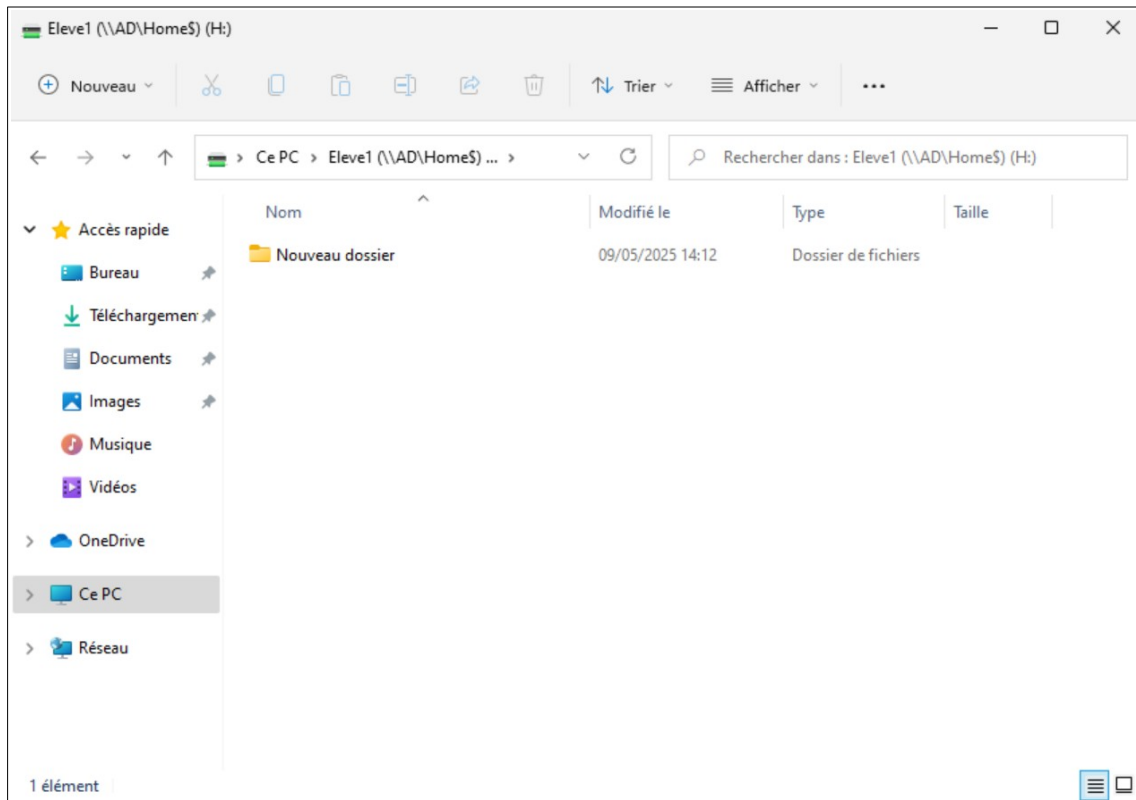 Eleve1 (\\AD\Home$) (H:)
Nouveau
Trier
Afficher
Ce PC > Eleve1 (\\AD\Home$) ... >
Rechercher dans : Eleve1 (\\AD\Home$) (H:)
Nom Modifié le Type Taille
Nouveau dossier 09/05/2025 14:12 Dossier de fichiers
Accès rapide
Bureau
Téléchargemen
Documents
Images
Musique
Vidéos
OneDrive
Ce PC
Réseau
1 élément